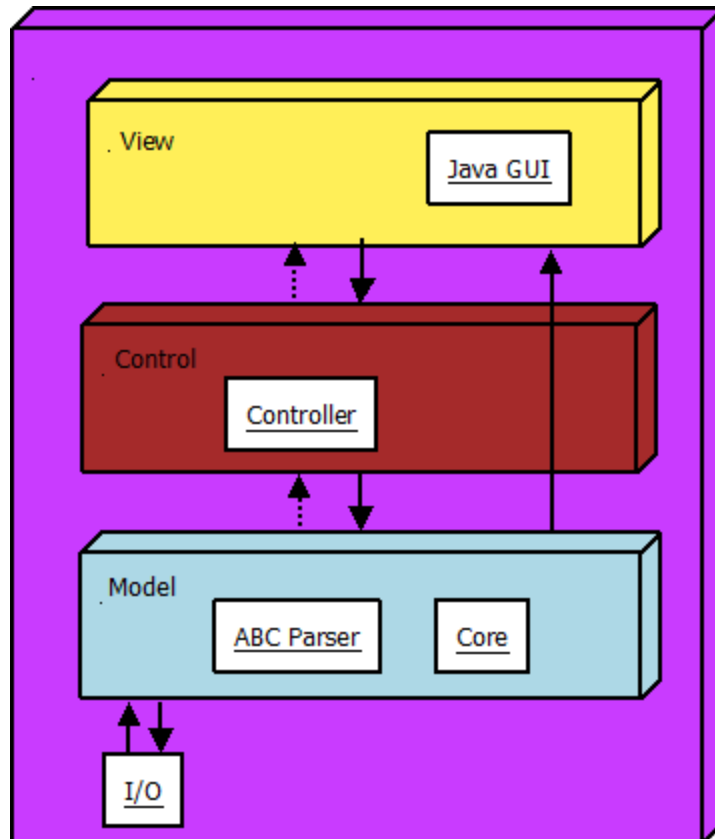 View
Java GUI
Control
Controller
Model
ABC Parser
Core
I/O